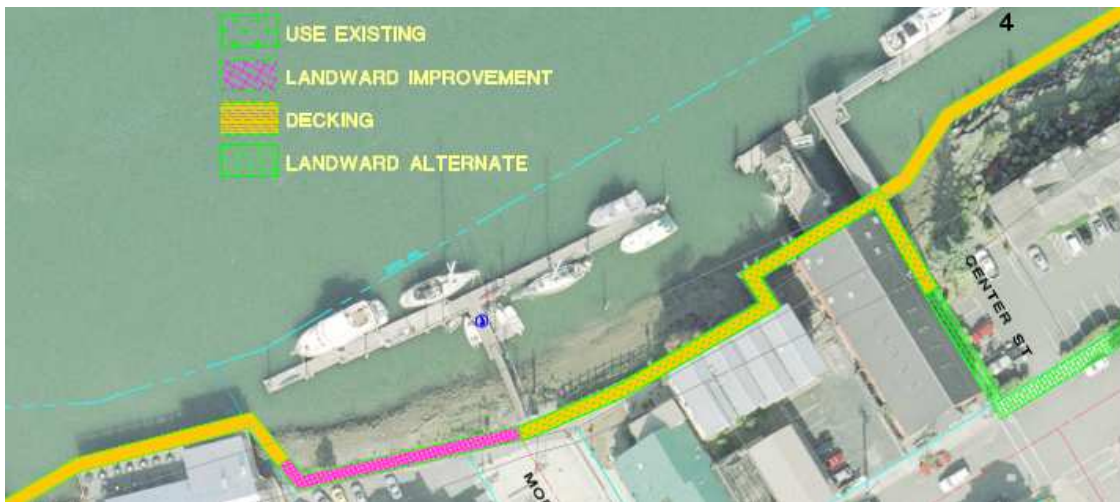 USE EXISTING
LANDWARD IMPROVEMENT
DECKING
LANDWARD ALTERNATE
4
CENTER ST